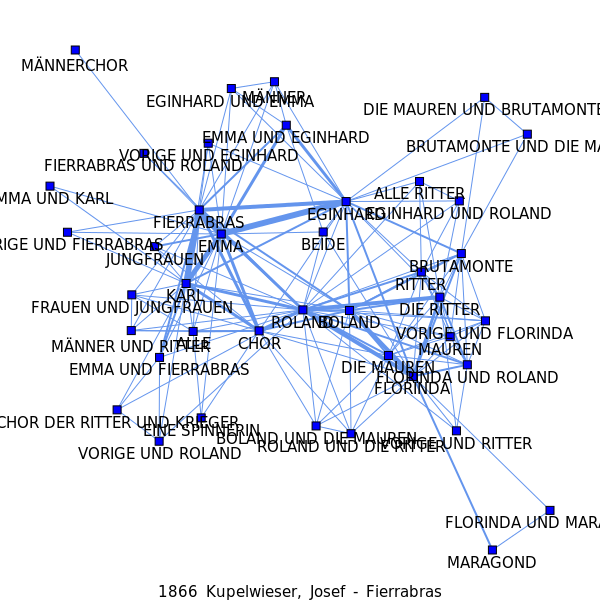 MÄNNERCHOR
MÄNNER
EGINHARD UND EMMA
DIE MAUREN UND BRUTAMONTE
EMMA UND EGINHARD
BRUTAMONTE UND DIE MA
VORIGE UND EGINHARD
FIERRABRAS UND ROLAND
ALLE RITTER
MMA UND KARL
EGINHARD UND ROLAND
EGINHARD
FIERRABRAS
RIGE UND FIERRABRAS
EMMA
BEIDE
JUNGFRAUEN
BRUTAMONTE
RITTER
KARL
FRAUEN UND JUNGFRAUEN
DIE RITTER
ROLAND
BOLAND
VORIGE UND FLORINDA
MÄNNER UND RITTER
ALLE
CHOR
MAUREN
EMMA UND FIERRABRAS
DIE MAUREN
FLORINDA UND ROLAND
FLORINDA
CHOR DER RITTER UND KRIEGER
EINE SPINNERIN
BOLAND UND DIE MAUREN
ROLAND UND DIE RITTER
VORIGE UND RITTER
VORIGE UND ROLAND
FLORINDA UND MARA
MARAGOND
1866 Kupelwieser, Josef - Fierrabras